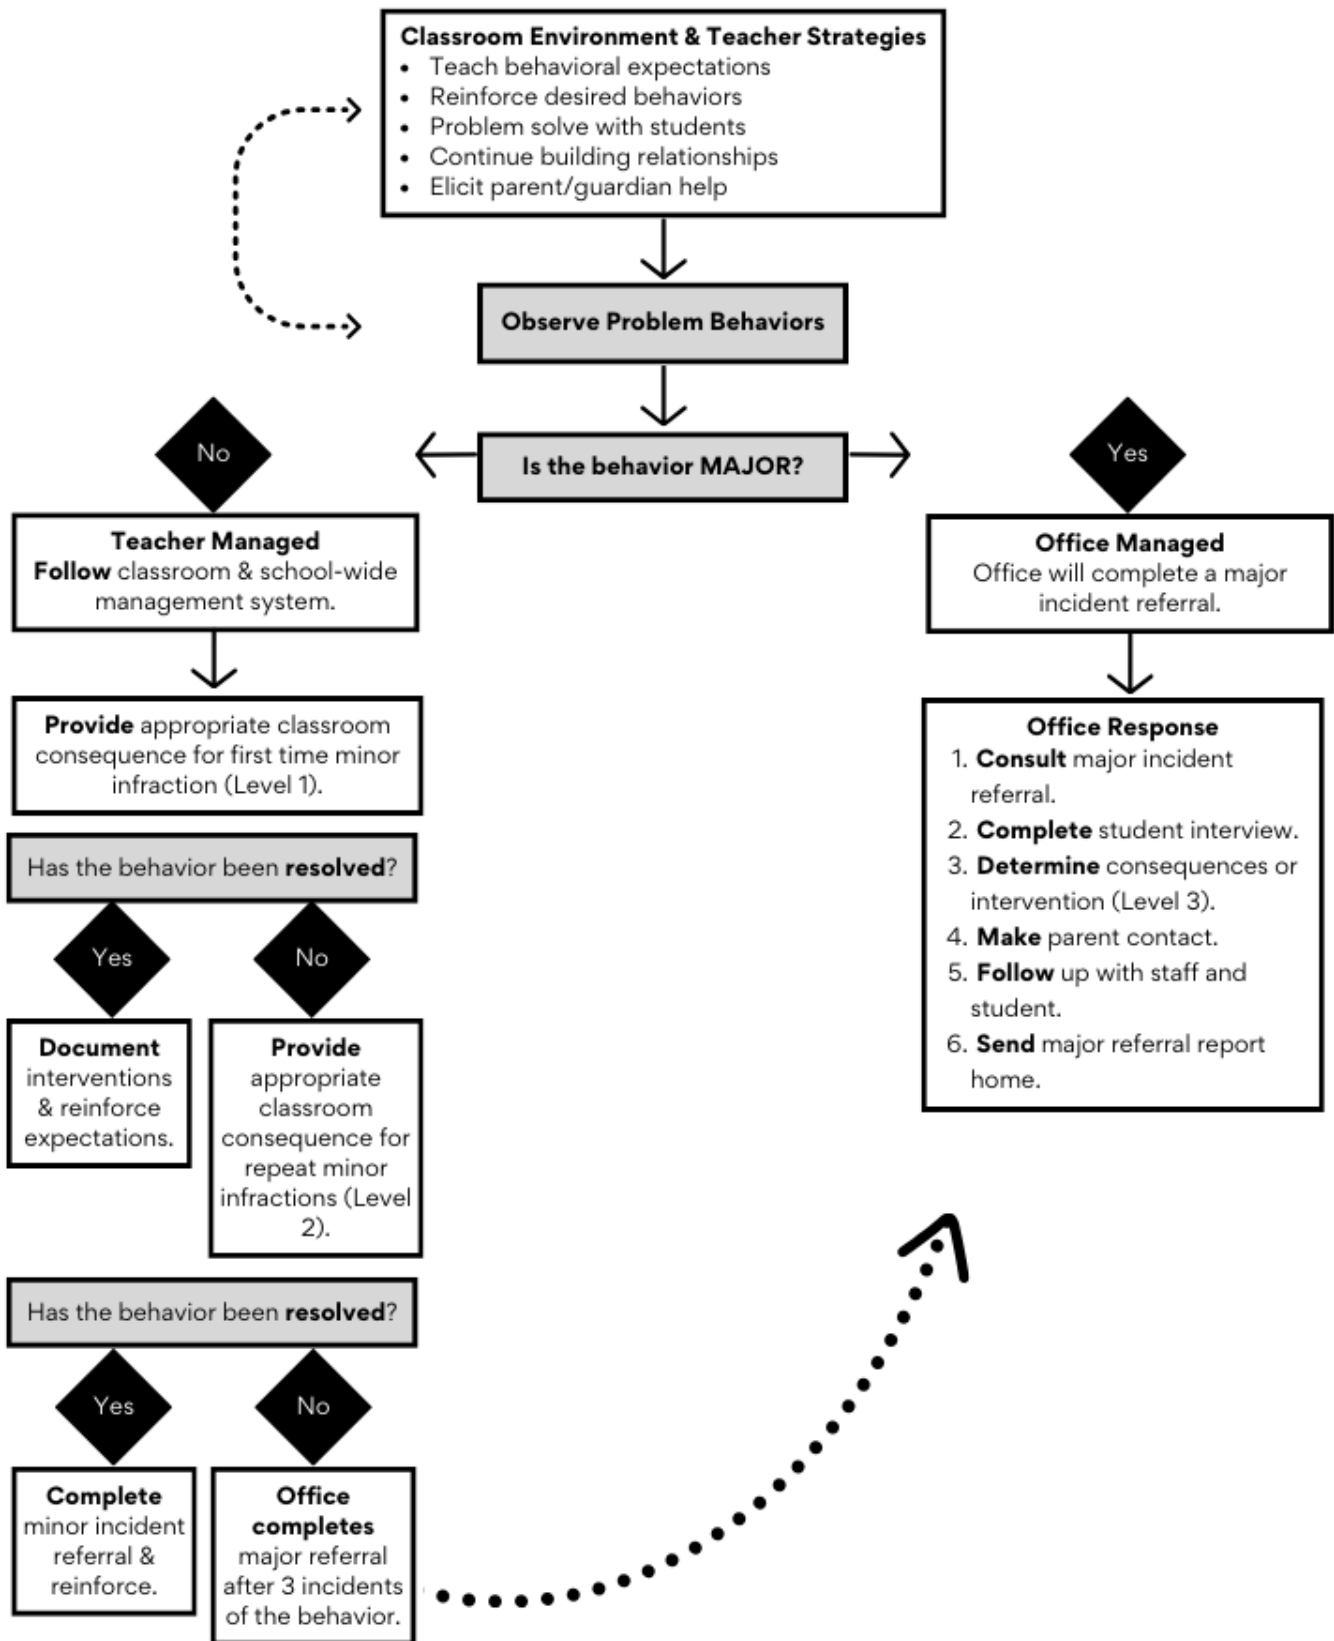 Classroom Environment & Teacher Strategies
• Teach behavioral expectations
• Reinforce desired behaviors
• Problem solve with students
• Continue building relationships
• Elicit parent/guardian help
Observe Problem Behaviors
Is the behavior MAJOR?
No
Teacher Managed
Follow classroom & school-wide
management system.
Provide appropriate classroom
consequence for first time minor
infraction (Level 1).
Has the behavior been resolved?
Yes
Document
interventions
& reinforce
expectations.
No
Provide
appropriate
classroom
consequence for
repeat minor
infractions (Level
2).
Has the behavior been resolved?
Yes
Complete
minor incident
referral &
reinforce.
No
Office
completes
major referral
after 3 incidents
of the behavior.
Yes
Office Managed
Office will complete a major
incident referral.
Office Response
1. Consult major incident
referral.
2. Complete student interview.
3. Determine consequences or
intervention (Level 3).
4. Make parent contact.
5. Follow up with staff and
student.
6. Send major referral report
home.